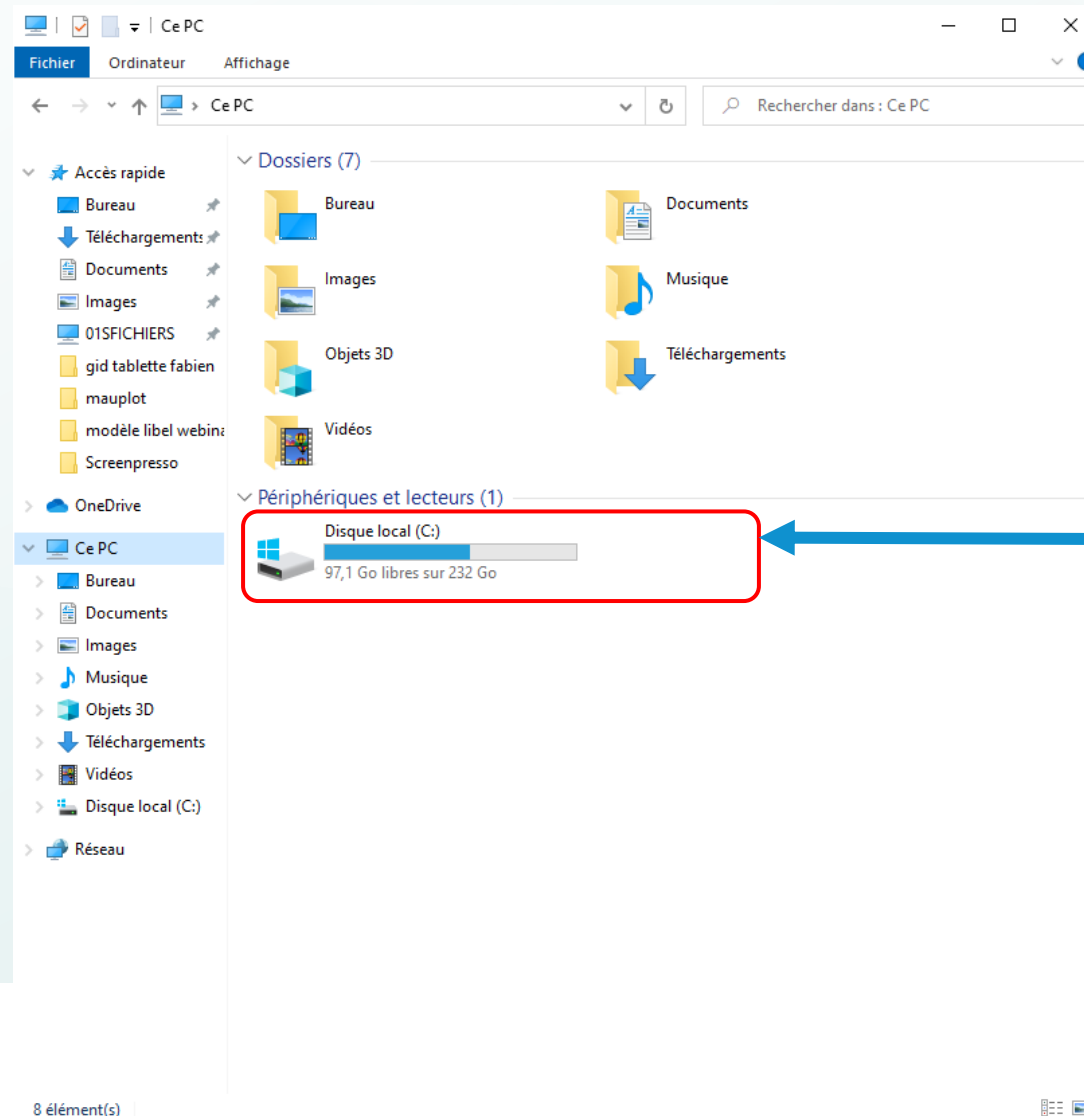 Ce PC
Fichier Ordinateur Affichage
Ce PC
Rechercher dans : Ce PC
Accès rapide
Bureau
Téléchargements
Documents
Images
01SFICHIERS
gid tablette fabien
mauplot
modèle libel webina
Screenpresso
OneDrive
Ce PC
Bureau
Documents
Images
Musique
Objets 3D
Téléchargements
Vidéos
Disque local (C:)
Réseau
Dossiers (7)
Bureau
Documents
Images
Musique
Objets 3D
Téléchargements
Vidéos
Périphériques et lecteurs (1)
Disque local (C:)
97,1 Go libres sur 232 Go
8 élément(s)